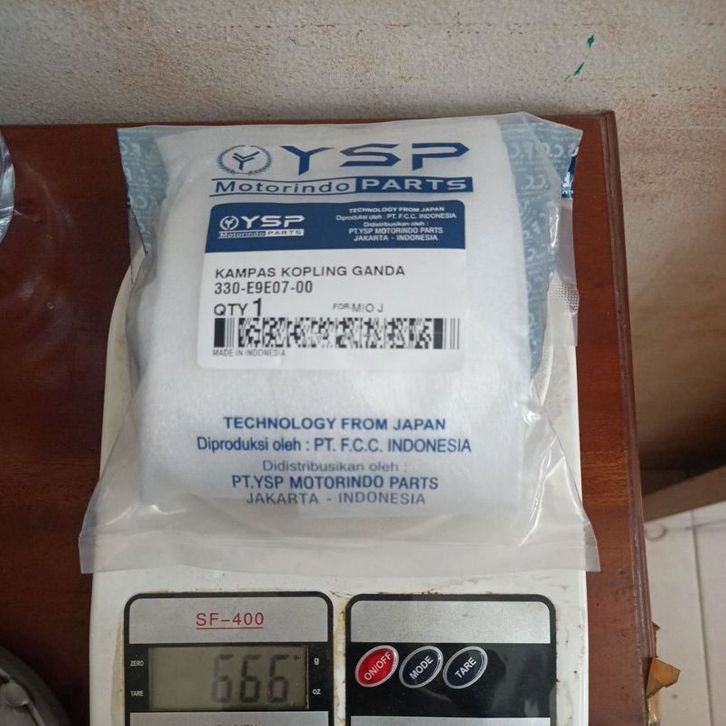 YSP
Motorindo PARTS
YSP
Motorindo PARTS
TECHNOLOGY FROM JAPAN
Diproduksi oleh : PT. F.C.C. INDONESIA
Didistribusikan oleh :
PT.YSP MOTORINDO PARTS
JAKARTA - INDONESIA
KAMPAS KOPLING GANDA
330-E9E07-00
QTY 1
FOR MIO J
MADE IN INDONESIA
TECHNOLOGY FROM JAPAN
Diproduksi oleh : PT. F.C.C. INDONESIA
Didistribusikan oleh :
PT.YSP MOTORINDO PARTS
JAKARTA - INDONESIA
SF-400
ZERO
TARE
666
g
oz
ON/OFF
MODE
TARE